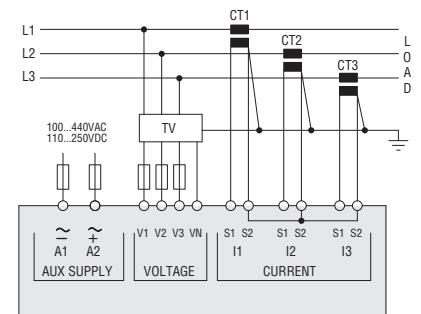 CT1
L1
CT2
L2
CT3
L3
LOAD
100...440VAC
110...250VDC
TV
V1 V2 V3 VN S1 S2 S1 S2 S1 S2
~ ~
− +
A1 A2 I1 I2 I3
AUX SUPPLY VOLTAGE CURRENT